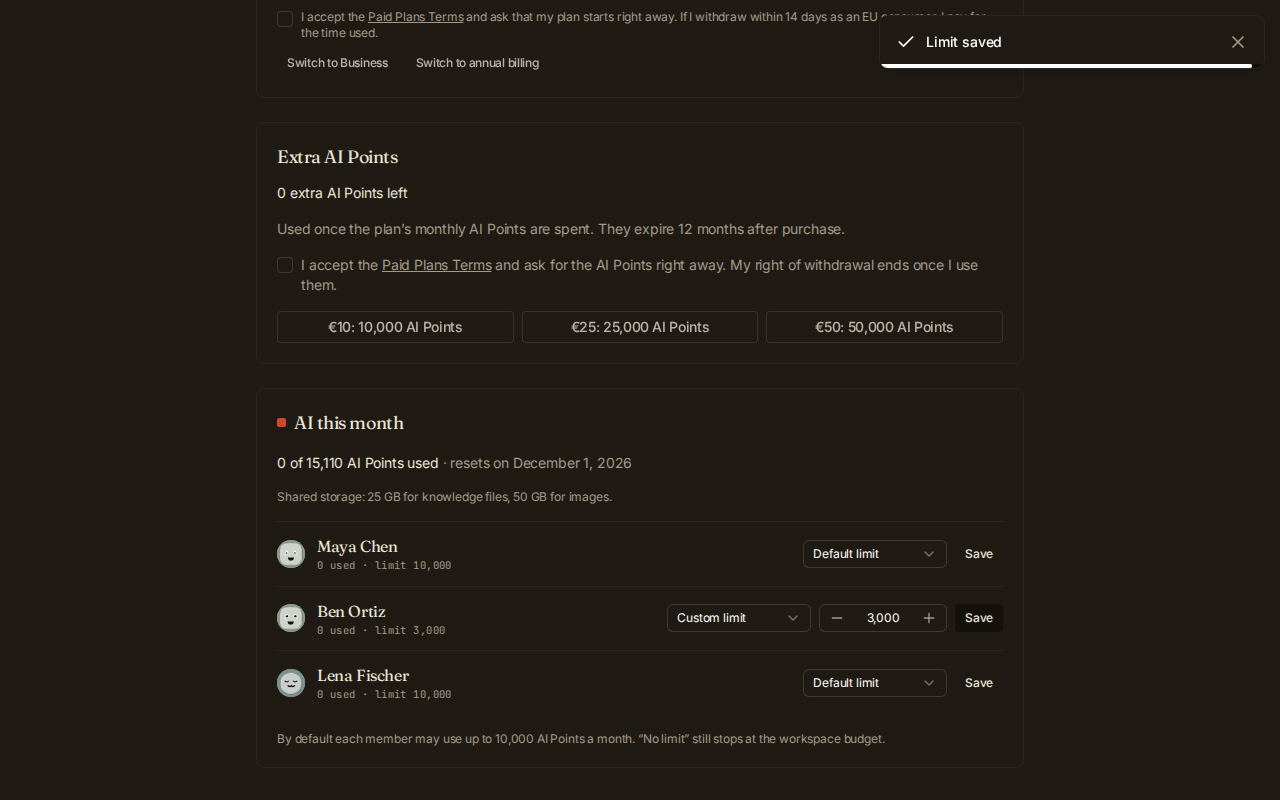 I accept the Paid Plans Terms and ask that my plan starts right away. If I withdraw within 14 days as an EU
the time used.
Switch to Business
Switch to annual billing
Limit saved
Extra AI Points
0 extra AI Points left
Used once the plan’s monthly AI Points are spent. They expire 12 months after purchase.
I accept the Paid Plans Terms and ask for the AI Points right away. My right of withdrawal ends once I use
them.
€10: 10,000 AI Points
€25: 25,000 AI Points
€50: 50,000 AI Points
AI this month
0 of 15,110 AI Points used · resets on December 1, 2026
Shared storage: 25 GB for knowledge files, 50 GB for images.
Maya Chen
0 used · limit 10,000
Default limit
Save
Ben Ortiz
0 used · limit 3,000
Custom limit
3,000
Save
Lena Fischer
0 used · limit 10,000
Default limit
Save
By default each member may use up to 10,000 AI Points a month. “No limit” still stops at the workspace budget.